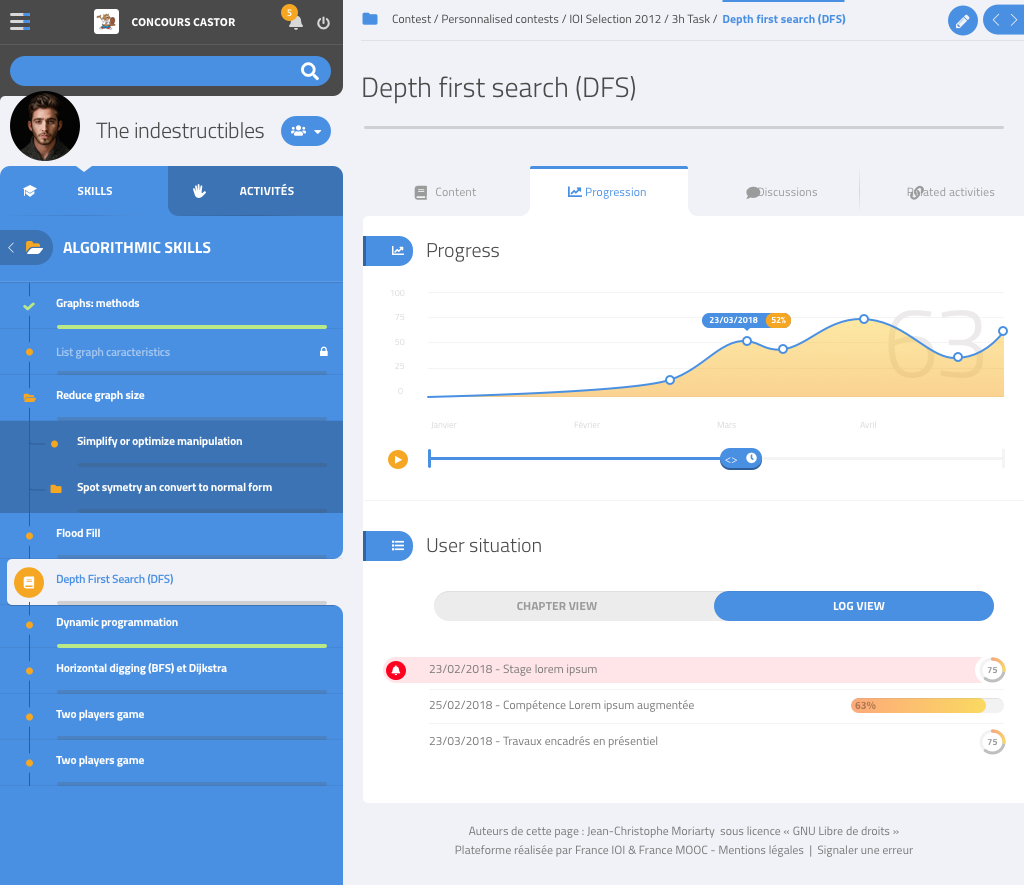 CONCOURS CASTOR
5
The indestructibles
SKILLS
ACTIVITÉS
ALGORITHMIC SKILLS
Graphs: methods
List graph caracteristics
Reduce graph size
Simplify or optimize manipulation
Spot symetry an convert to normal form
Flood Fill
Depth First Search (DFS)
Dynamic programmation
Horizontal digging (BFS) et Dijkstra
Two players game
Two players game
Contest / Personnalised contests / IOI Selection 2012 / 3h Task / Depth first search (DFS)
Depth first search (DFS)
Content
Progression
Discussions
Related activities
Progress
100
75
50
25
0
23/03/2018 52%
63
Janvier
Février
Mars
Avril
<>
User situation
CHAPTER VIEW
LOG VIEW
23/02/2018 - Stage lorem ipsum
75
25/02/2018 - Compétence Lorem ipsum augmentée
63%
23/03/2018 - Travaux encadrés en présentiel
75
Auteurs de cette page : Jean-Christophe Moriarty sous licence « GNU Libre de droits »
Plateforme réalisée par France IOI & France MOOC - Mentions légales | Signaler une erreur